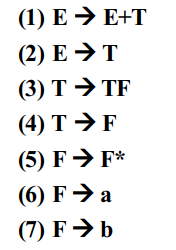 (1) E → E+T
(2) E → T
(3) T → TF
(4) T → F
(5) F → F*
(6) F → a
(7) F → b